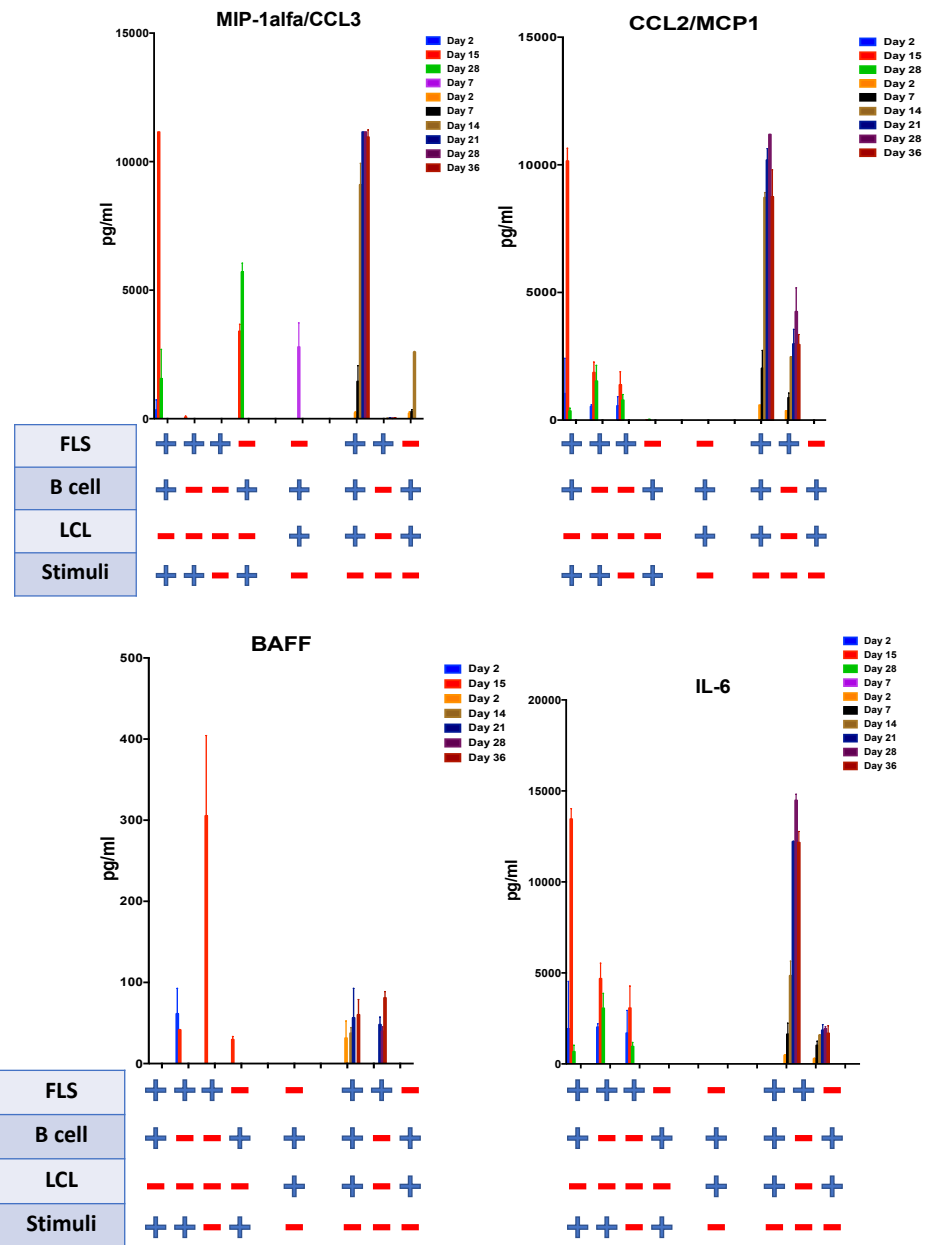 MIP-1alfa/CCL3
15000
10000
5000
0
pg/ml
Day 2
Day 15
Day 28
Day 7
Day 2
Day 7
Day 14
Day 21
Day 28
Day 36
CCL2/MCP1
15000
10000
5000
0
pg/ml
Day 2
Day 15
Day 28
Day 2
Day 7
Day 14
Day 21
Day 28
Day 36
FLS + + + − − + + −
B cell + − − + + + − +
LCL − − − − + + − +
Stimuli + + − + − − − −
+ + + − − + + −
+ − − + + + − +
− − − − + + − +
+ + − + − − − −
BAFF
500
400
300
200
100
0
pg/ml
Day 2
Day 15
Day 2
Day 14
Day 21
Day 28
Day 36
IL-6
20000
15000
10000
5000
0
pg/ml
Day 2
Day 15
Day 28
Day 7
Day 2
Day 7
Day 14
Day 21
Day 28
Day 36
FLS + + + − − + + −
B cell + − − + + + − +
LCL − − − − + + − +
Stimuli + + − + − − − −
+ + + − − + + −
+ − − + + + − +
− − − − + + − +
+ + − + − − − −